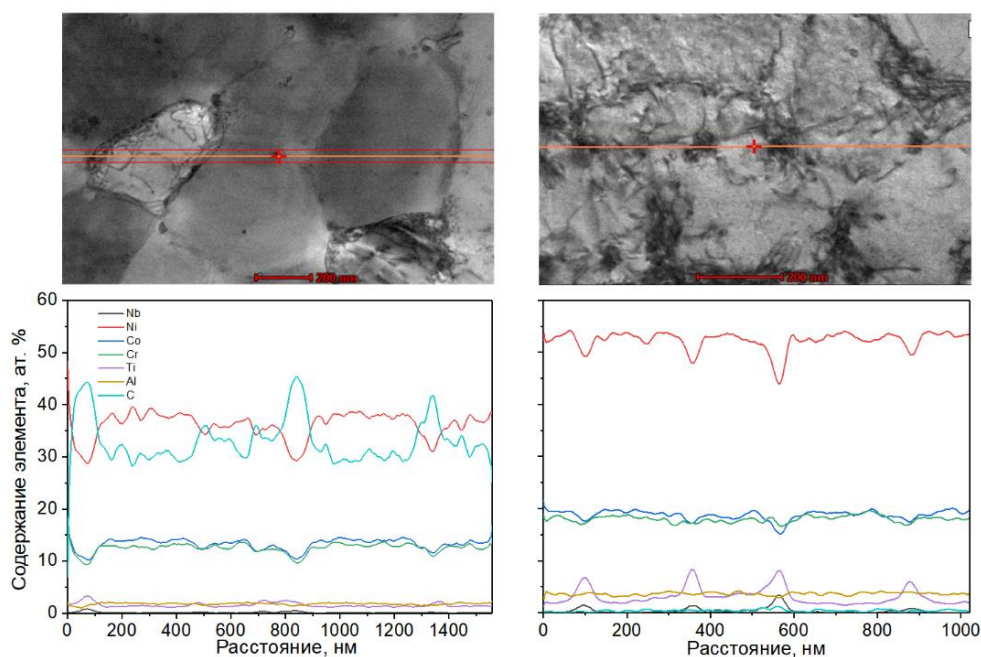 200 nm
200 nm
60
50
40
30
20
10
0
Содержание элемента, ат. %
Nb
Ni
Co
Cr
Ti
Al
C
0 200 400 600 800 1000 1200 1400
Расстояние, нм
0 200 400 600 800 1000
Расстояние, нм